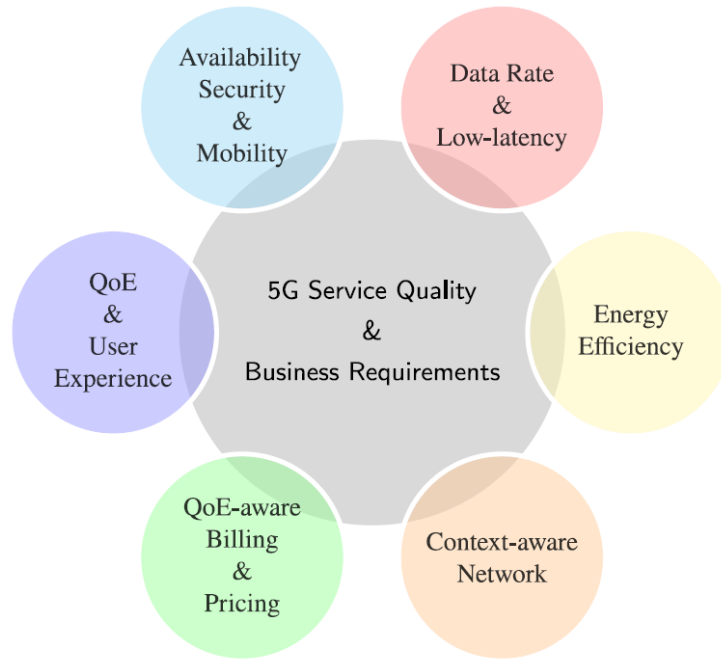 Availability
Security
&
Mobility
Data Rate
&
Low-latency
QoE
&
User
Experience
5G Service Quality
&
Business Requirements
Energy
Efficiency
QoE-aware
Billing
&
Pricing
Context-aware
Network